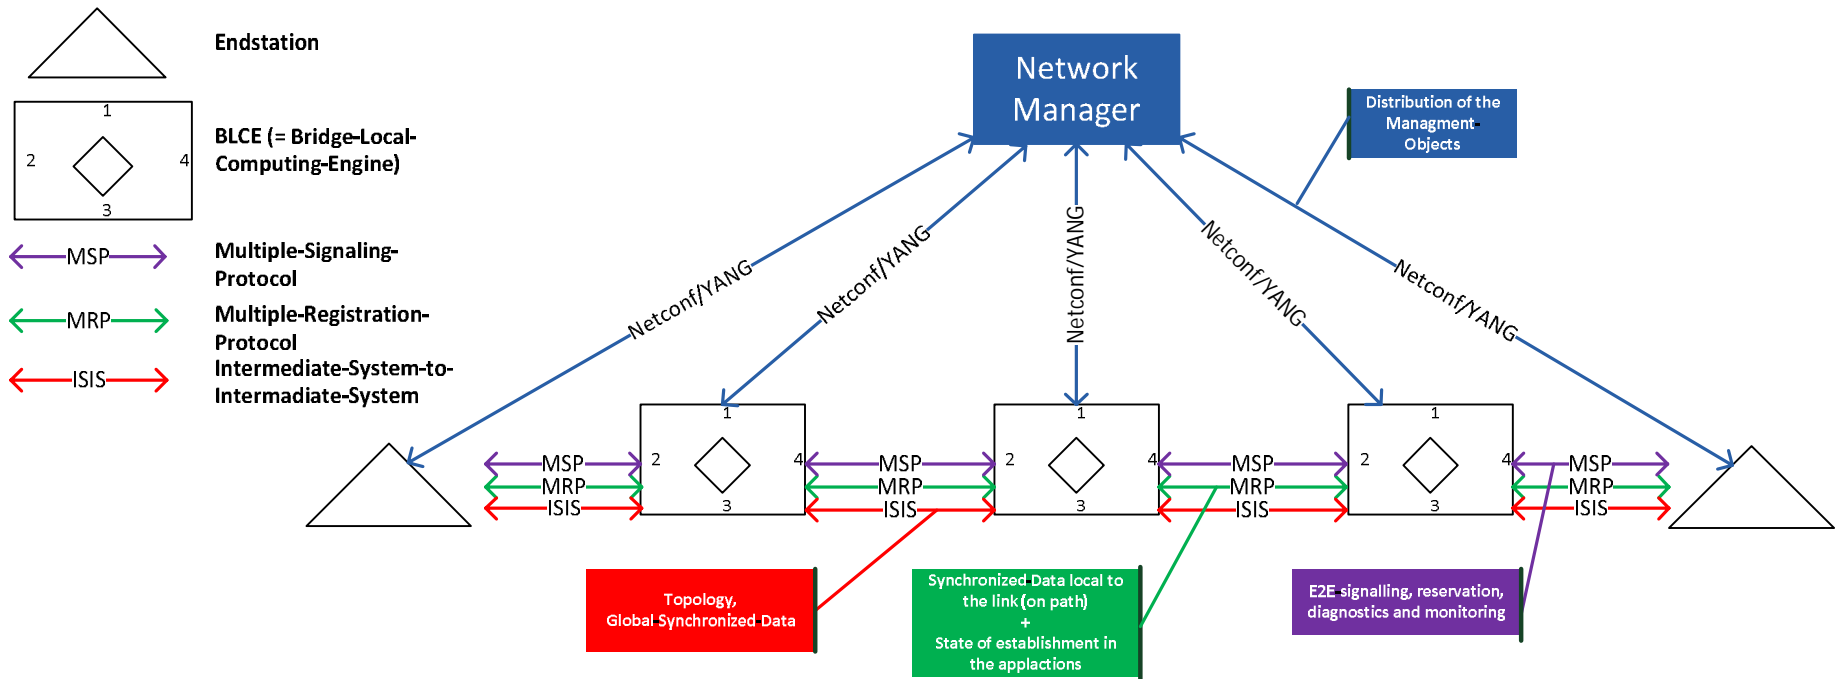 Endstation
1
2
4
3
BLCE (= Bridge-Local-
Computing-Engine)
MSP
Multiple-Signaling-
Protocol
MRP
Multiple-Registration-
Protocol
ISIS
Intermediate-System-to-
Intermadiate-System
Network
Manager
Distribution of the
Managment-
Objects
Netconf/YANG
Netconf/YANG
Netconf/YANG
Netconf/YANG
Netconf/YANG
MSP
MRP
ISIS
1
2
4
3
MSP
MRP
ISIS
1
2
4
3
MSP
MRP
ISIS
1
2
4
3
MSP
MRP
ISIS
Topology,
Global-Synchronized-Data
Synchronized-Data local to
the link (on path)
+
State of establishment in
the applactions
E2E-signalling, reservation,
diagnostics and monitoring